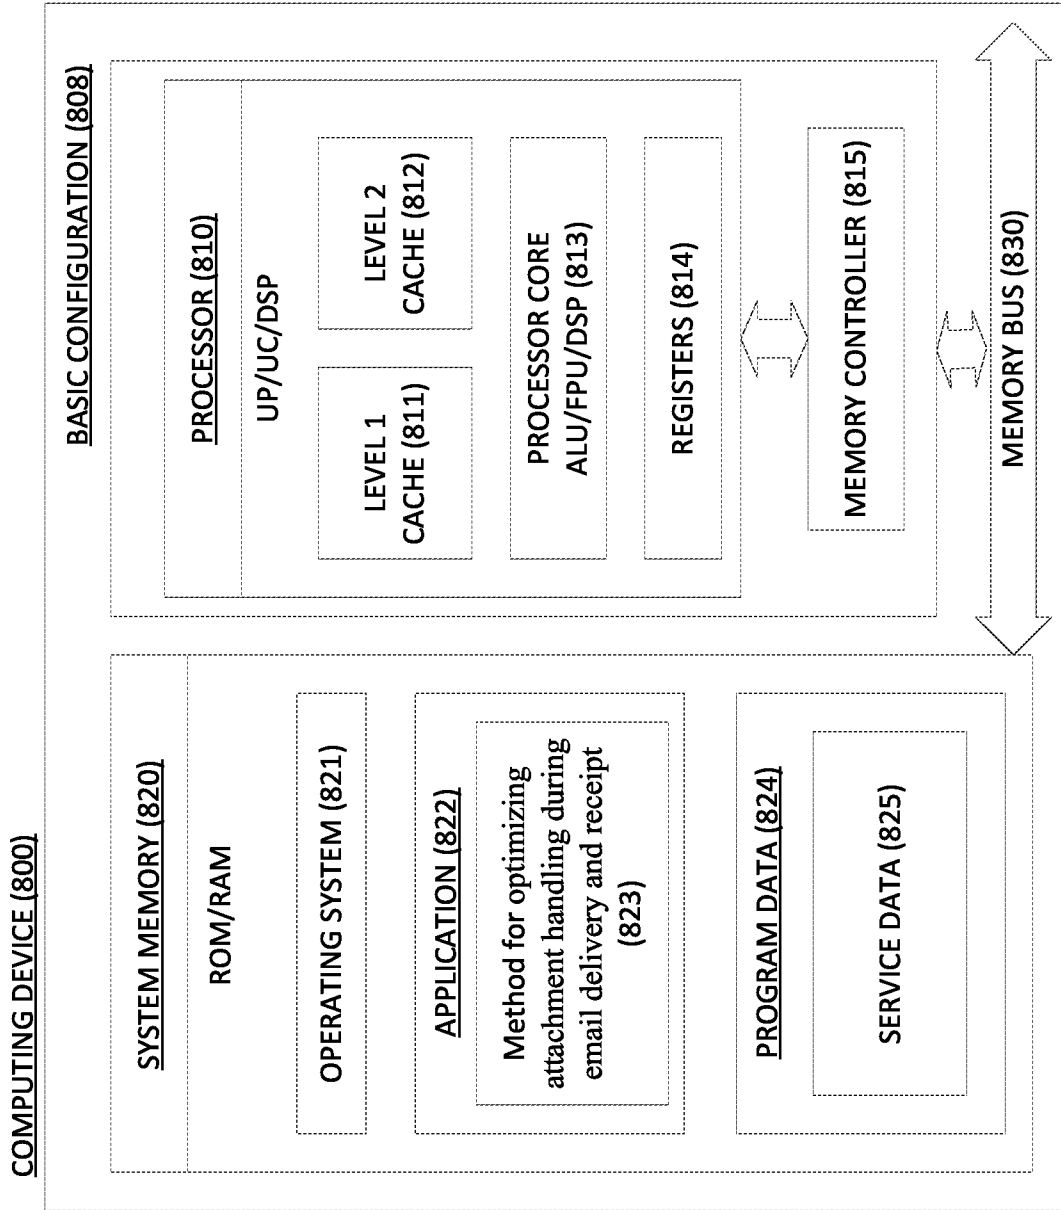 COMPUTING DEVICE (800)
SYSTEM MEMORY (820)
ROM/RAM
OPERATING SYSTEM (821)
APPLICATION (822)
Method for optimizing
attachment handling during
email delivery and receipt
(823)
PROGRAM DATA (824)
SERVICE DATA (825)
BASIC CONFIGURATION (808)
PROCESSOR (810)
UP/UC/DSP
LEVEL 1
CACHE (811)
LEVEL 2
CACHE (812)
PROCESSOR CORE
ALU/FPU/DSP (813)
REGISTERS (814)
MEMORY CONTROLLER (815)
MEMORY BUS (830)